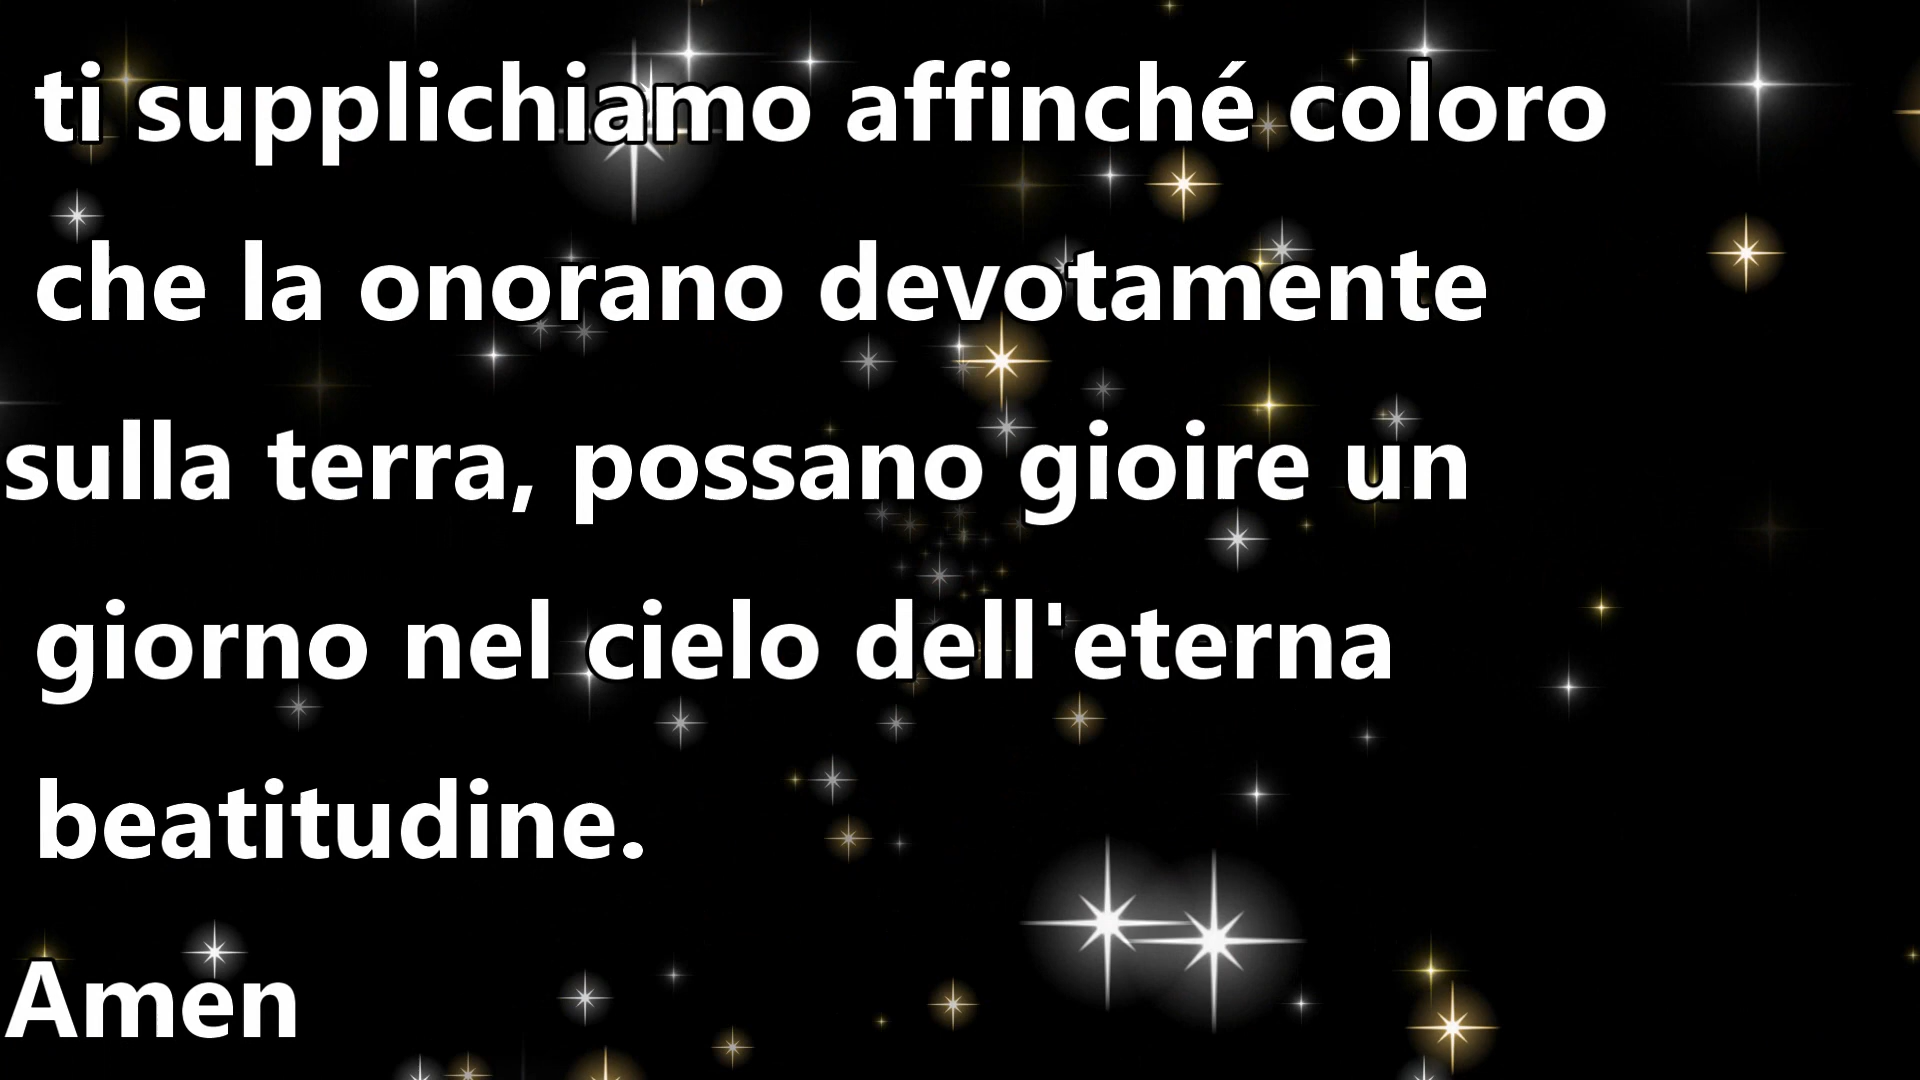 ti supplichiamo affinché coloro
che la onorano devotamente
sulla terra, possano gioire un
giorno nel cielo dell'eterna
beatitudine.
Amen